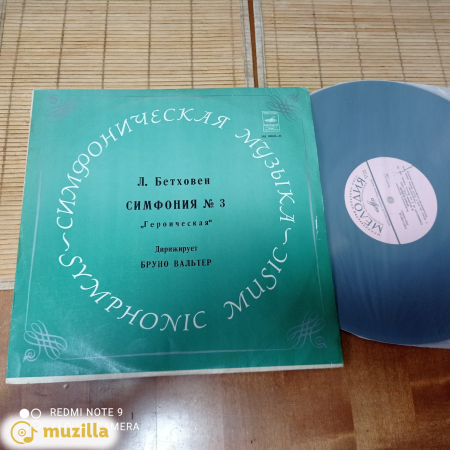 СИМФОНИЧЕСКАЯ МУЗЫКА
SYMPHONIC MUSIC
Л. Бетховен
СИМФОНИЯ № 3
„Героическая"
Дирижирует
БРУНО ВАЛЬТЕР
МЕЛОДИЯ
REDMI NOTE 9
MERA
muzilla